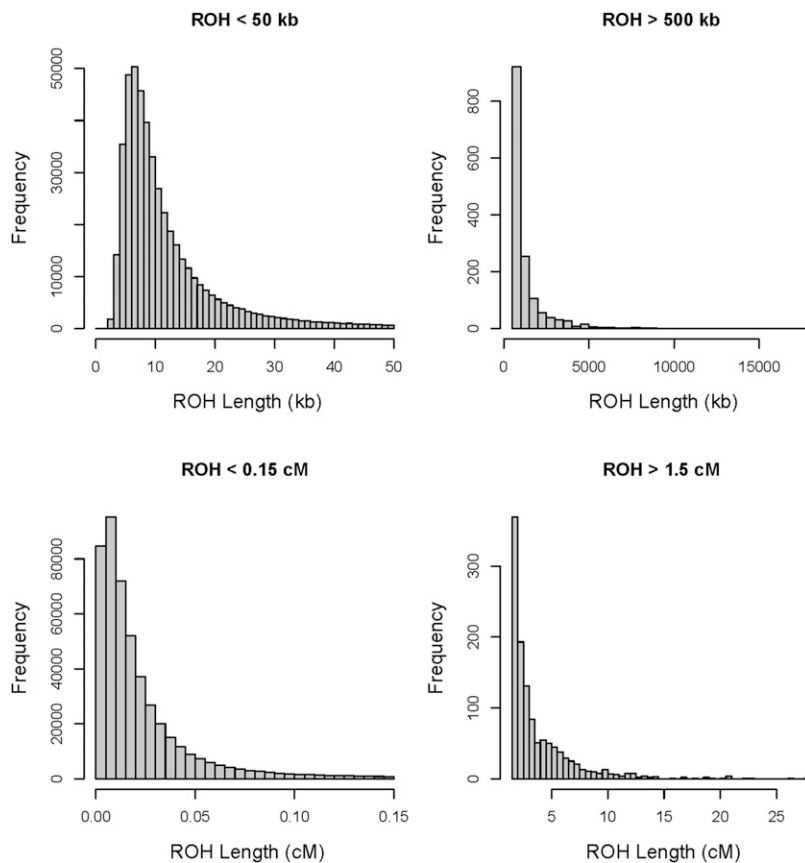 ROH < 50 kb
Frequency
0
10000
30000
50000
0 10 20 30 40 50
ROH Length (kb)
ROH > 500 kb
Frequency
0
200
400
600
800
0 5000 10000 15000
ROH Length (kb)
ROH < 0.15 cM
Frequency
0
20000
40000
60000
80000
0.00 0.05 0.10 0.15
ROH Length (cM)
ROH > 1.5 cM
Frequency
0
100
200
300
5 10 15 20 25
ROH Length (cM)